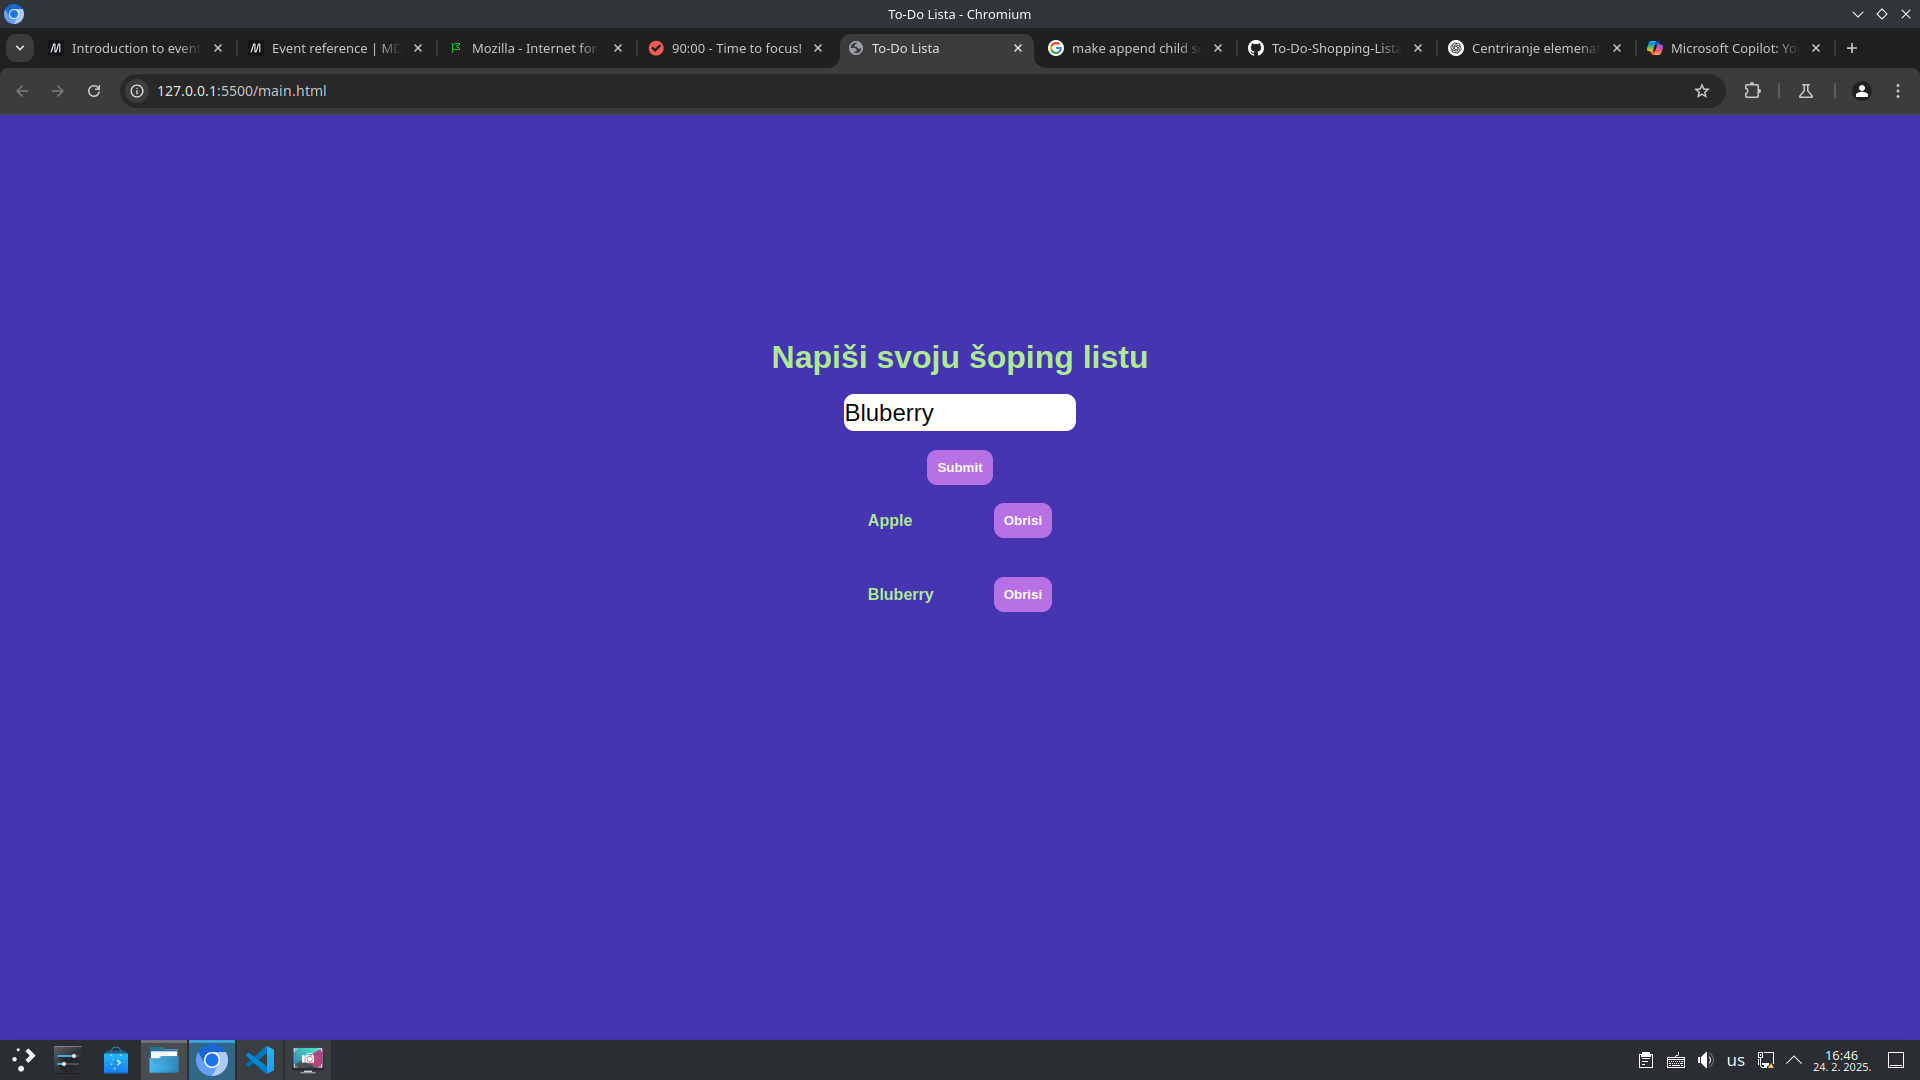 To-Do Lista - Chromium
Introduction to even
Event reference | MD
Mozilla - Internet for
90:00 - Time to focus!
To-Do Lista
make append child s
To-Do-Shopping-Lista
Centriranje elemenat
Microsoft Copilot: Yo
127.0.0.1:5500/main.html
Napiši svoju šoping listu
Bluberry
Submit
Apple
Obrisi
Bluberry
Obrisi
us
16:46
24. 2. 2025.